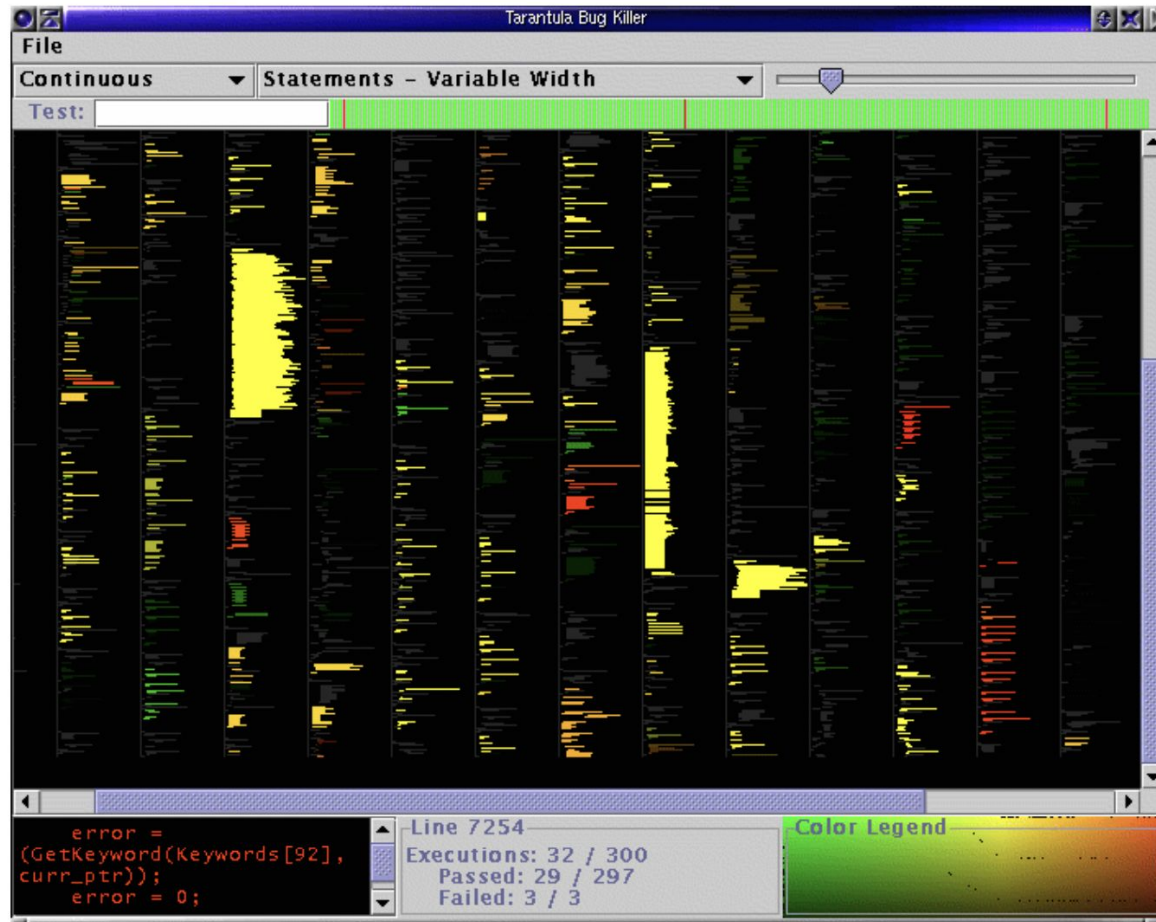 Tarantula Bug Killer
File
Continuous
Statements – Variable Width
Test:
error =
(GetKeyword(Keywords[92],
curr_ptr));
error = 0;
Line 7254
Executions: 32 / 300
Passed: 29 / 297
Failed: 3 / 3
Color Legend